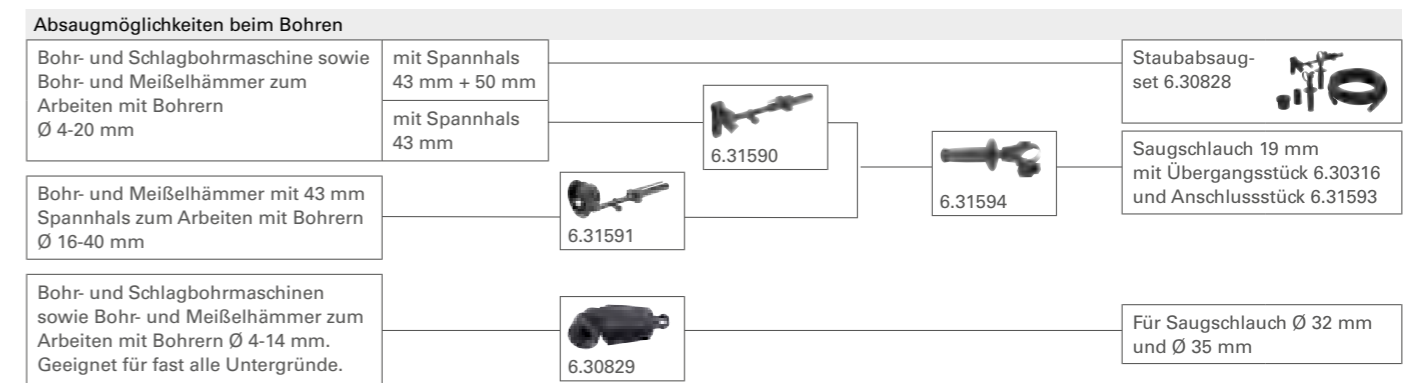 Absaugmöglichkeiten beim Bohren
Bohr- und Schlagbohrmaschine sowie
Bohr- und Meißelhämmer zum
Arbeiten mit Bohrern
Ø 4-20 mm
mit Spannhals
43 mm + 50 mm
mit Spannhals
43 mm
6.31590
Staubabsaug-
set 6.30828
6.31594
Saugschlauch 19 mm
mit Übergangsstück 6.30316
und Anschlussstück 6.31593
Bohr- und Meißelhämmer mit 43 mm
Spannhals zum Arbeiten mit Bohrern
Ø 16-40 mm
6.31591
Bohr- und Schlagbohrmaschinen
sowie Bohr- und Meißelhämmer zum
Arbeiten mit Bohrern Ø 4-14 mm.
Geeignet für fast alle Untergründe.
6.30829
Für Saugschlauch Ø 32 mm
und Ø 35 mm